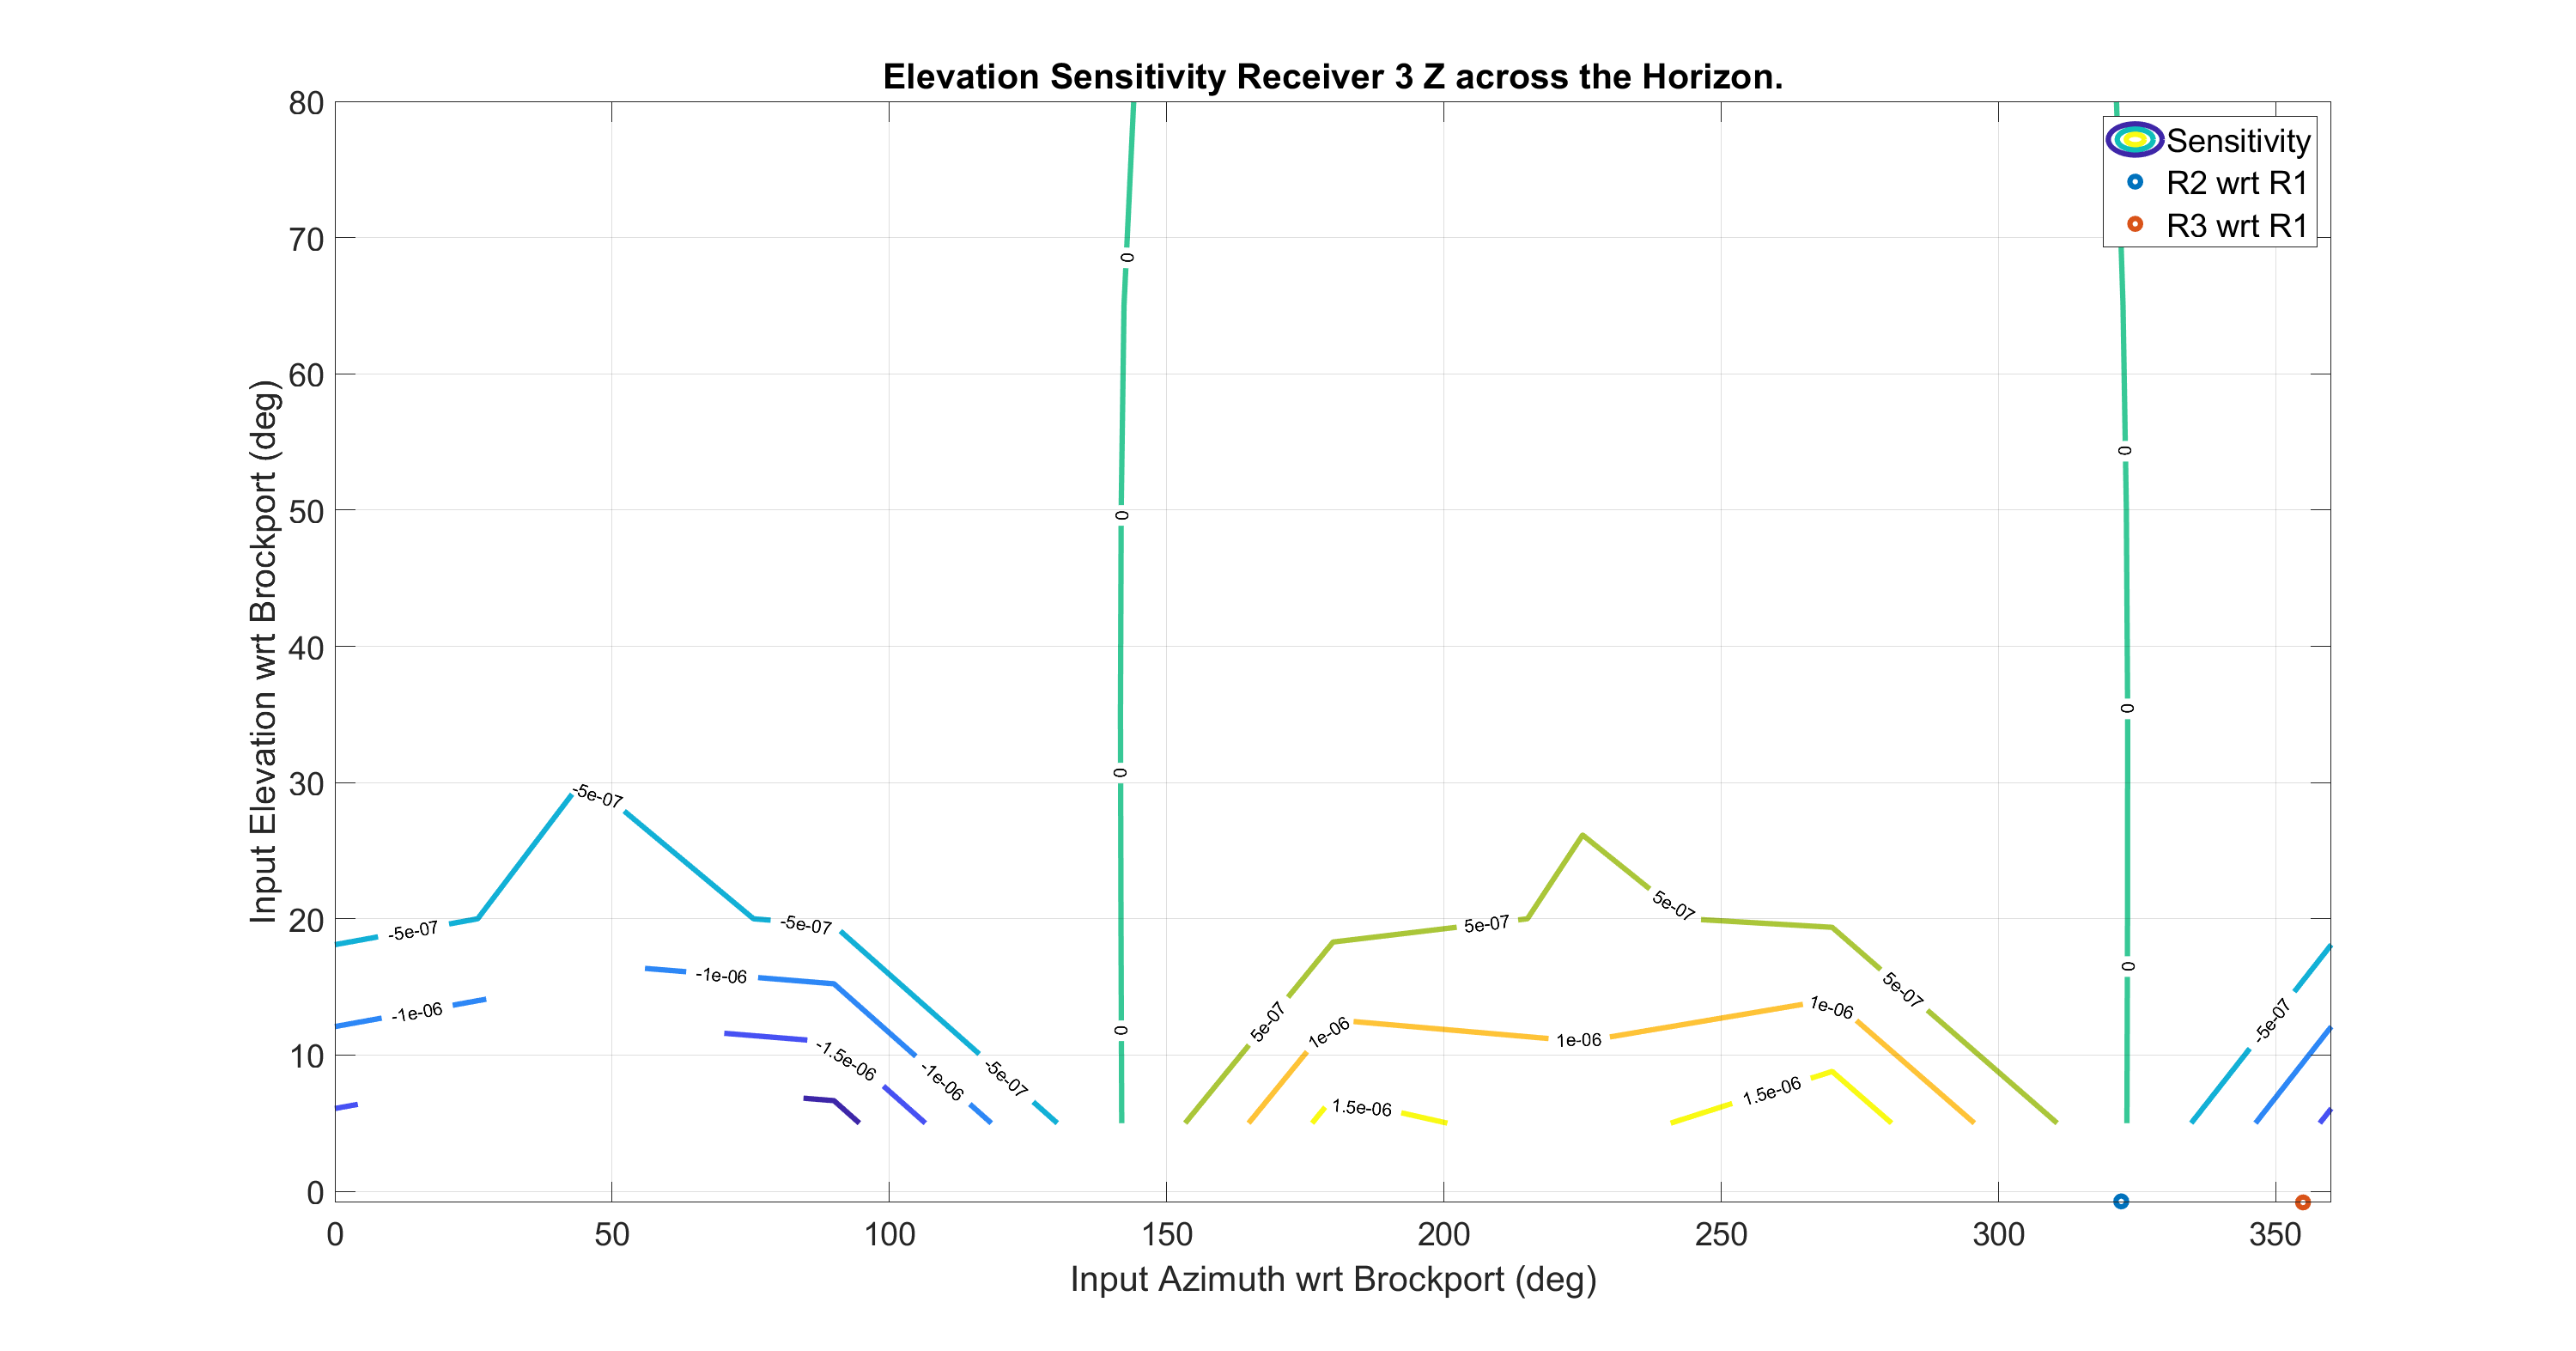 Elevation Sensitivity Receiver 3 Z across the Horizon.
Sensitivity
R2 wrt R1
R3 wrt R1
Input Elevation wrt Brockport (deg)
80
70
60
50
40
30
20
10
0
0
0
0
0
0
0
0
0
0
-5e-07
-5e-07
-5e-07
-5e-07
-1e-06
-1e-06
-1e-06
-1.5e-06
5e-07
5e-07
5e-07
5e-07
1e-06
1e-06
1e-06
1.5e-06
1.5e-06
-5e-07
0 50 100 150 200 250 300 350
Input Azimuth wrt Brockport (deg)